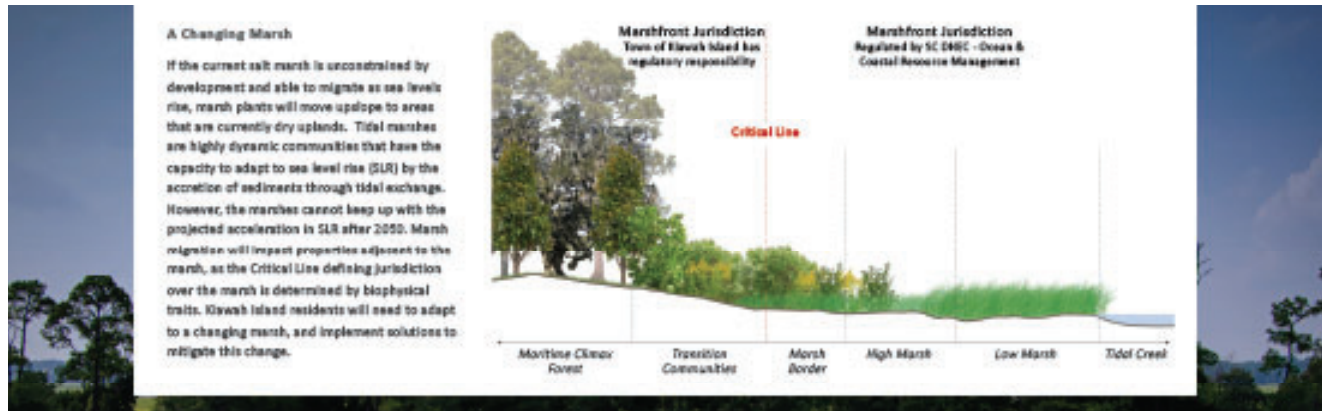 A Changing Marsh
If the current salt marsh is unconstrained by
development and able to migrate as sea levels
rise, marsh plants will move upslope to areas
that are currently dry uplands. Tidal marshes
are highly dynamic communities that have the
capacity to adapt to sea level rise (SLR) by the
accretion of sediments through tidal exchange.
However, the marshes cannot keep up with the
projected acceleration in SLR after 2050. Marsh
migration will impact properties adjacent to the
marsh, as the Critical Line defining jurisdiction
over the marsh is determined by biophysical
traits. Kiawah Island residents will need to adapt
to a changing marsh, and implement solutions to
mitigate this change.
Marshfront Jurisdiction
Town of Kiawah Island has
regulatory responsibility
Marshfront Jurisdiction
Regulated by SC DHEC - Ocean &
Coastal Resource Management
Critical Line
Maritime Climax
Forest
Transition
Communities
Marsh
Border
High Marsh
Low Marsh
Tidal Creek